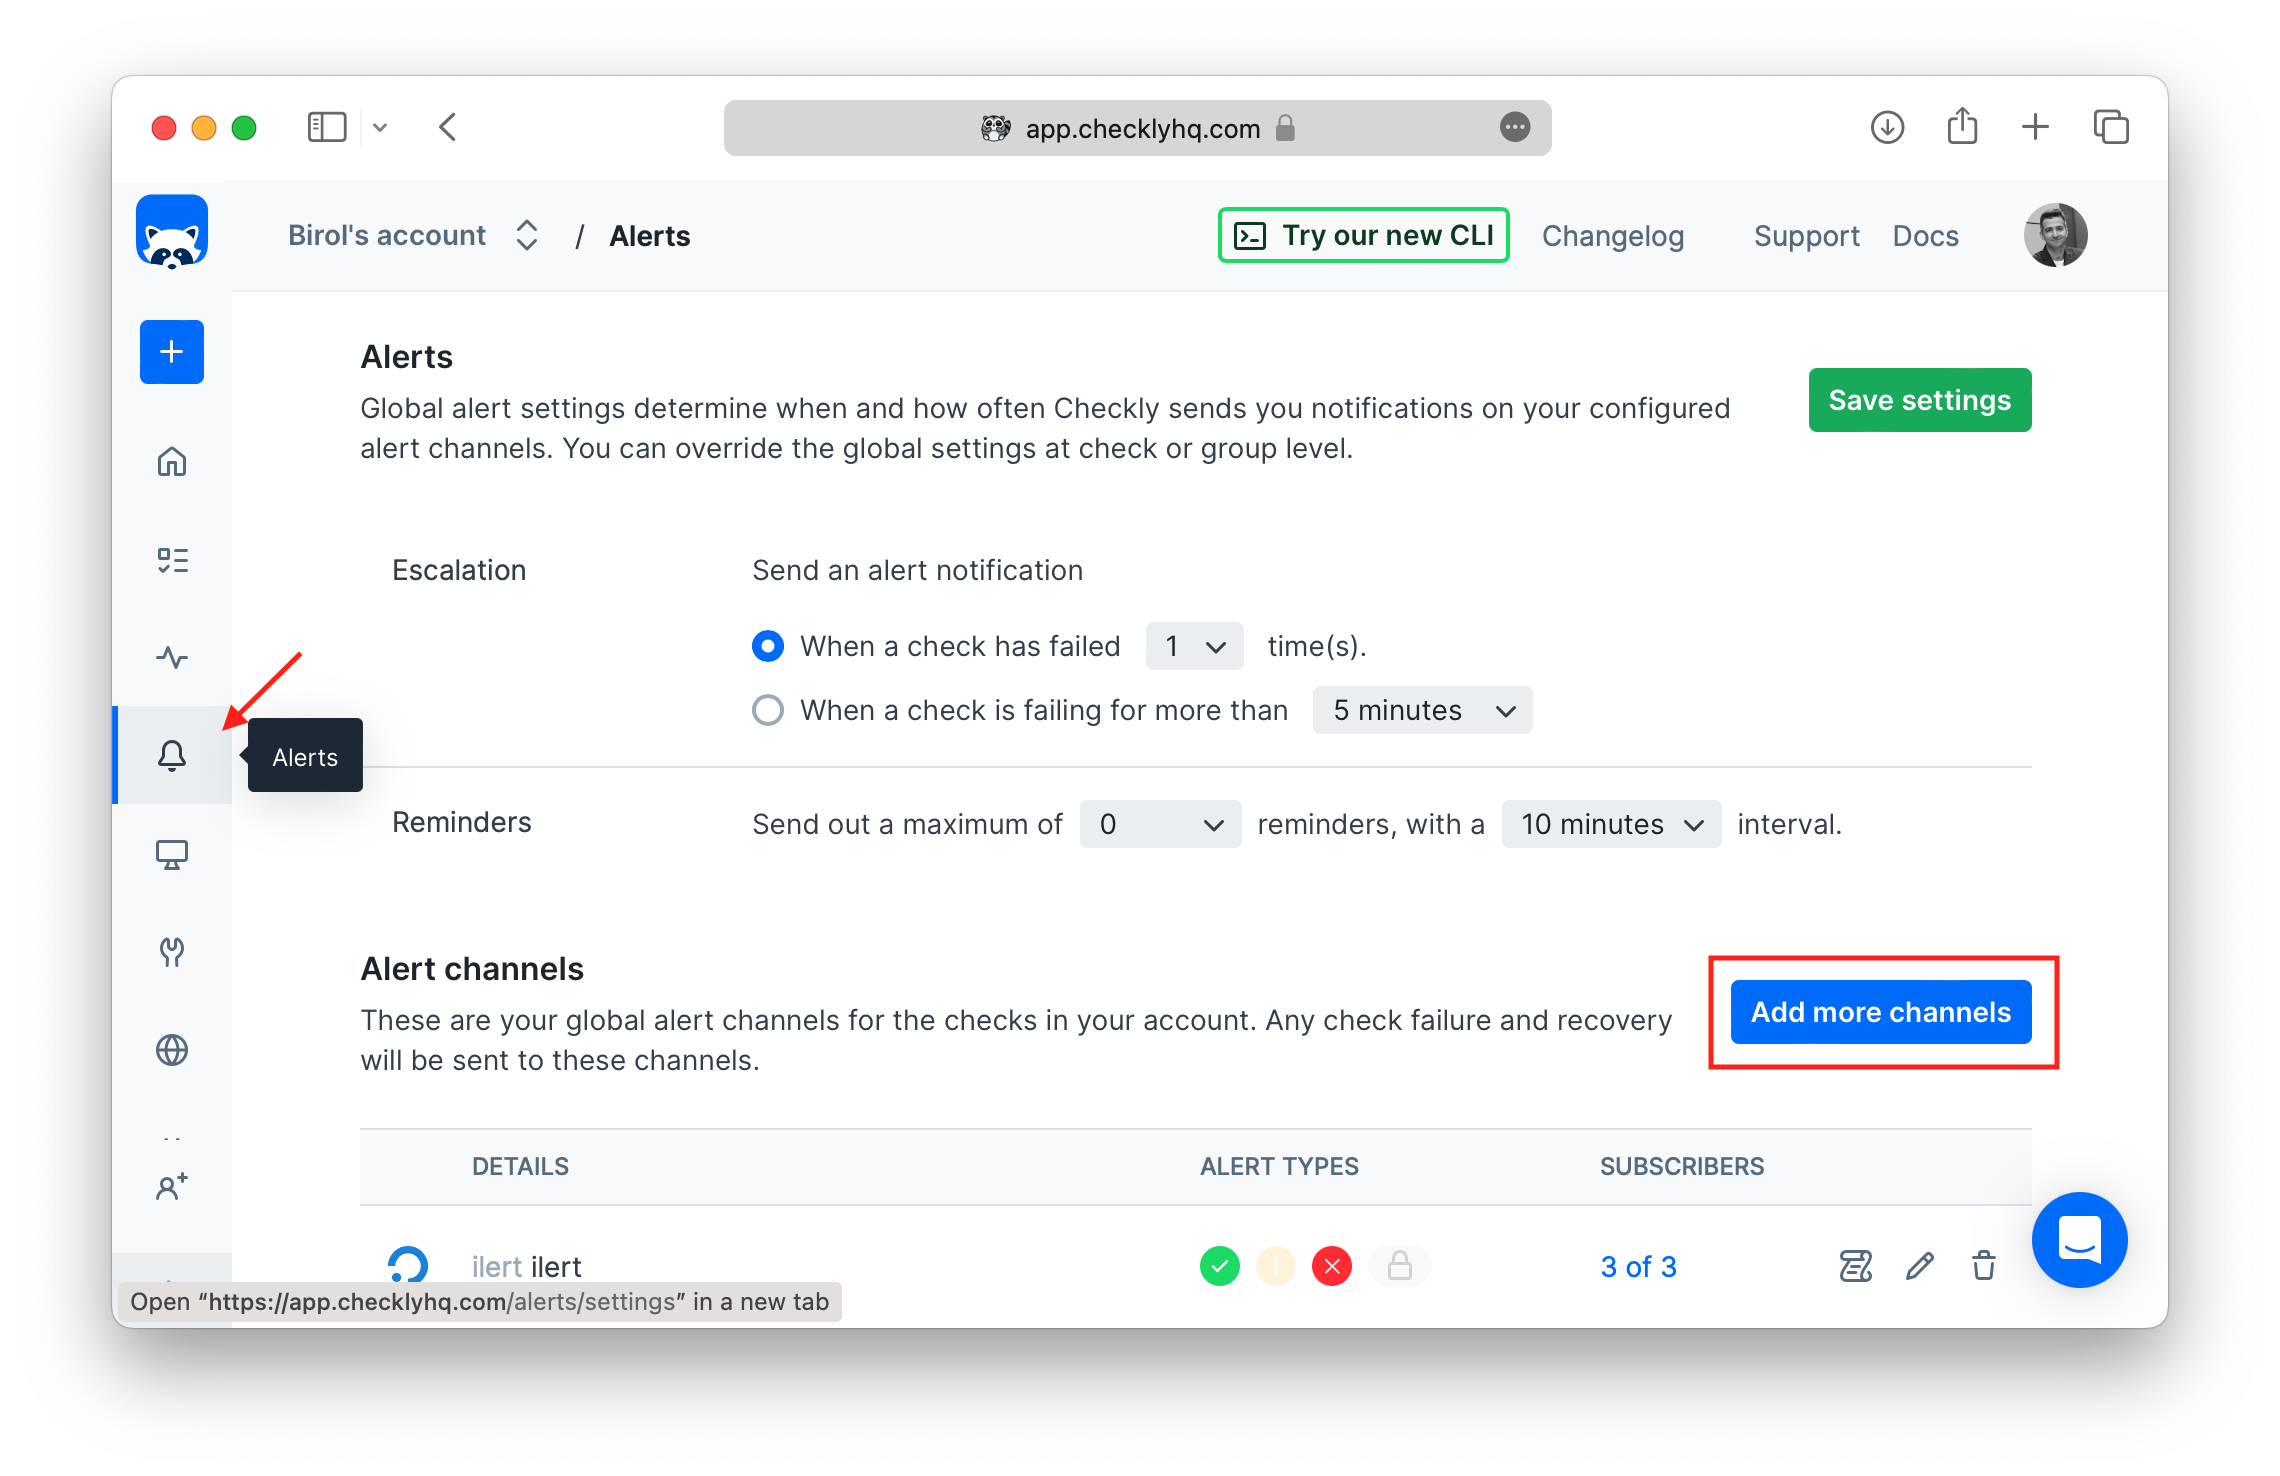 app.checklyhq.com
Birol's account / Alerts
Try our new CLI
Changelog
Support
Docs
Alerts
Global alert settings determine when and how often Checkly sends you notifications on your configured
alert channels. You can override the global settings at check or group level.
Save settings
Escalation
Send an alert notification
When a check has failed 1 time(s).
When a check is failing for more than 5 minutes
Alerts
Reminders
Send out a maximum of 0 reminders, with a 10 minutes interval.
Alert channels
These are your global alert channels for the checks in your account. Any check failure and recovery
will be sent to these channels.
Add more channels
DETAILS ALERT TYPES SUBSCRIBERS
ilert ilert 3 of 3
Open “https://app.checklyhq.com/alerts/settings” in a new tab